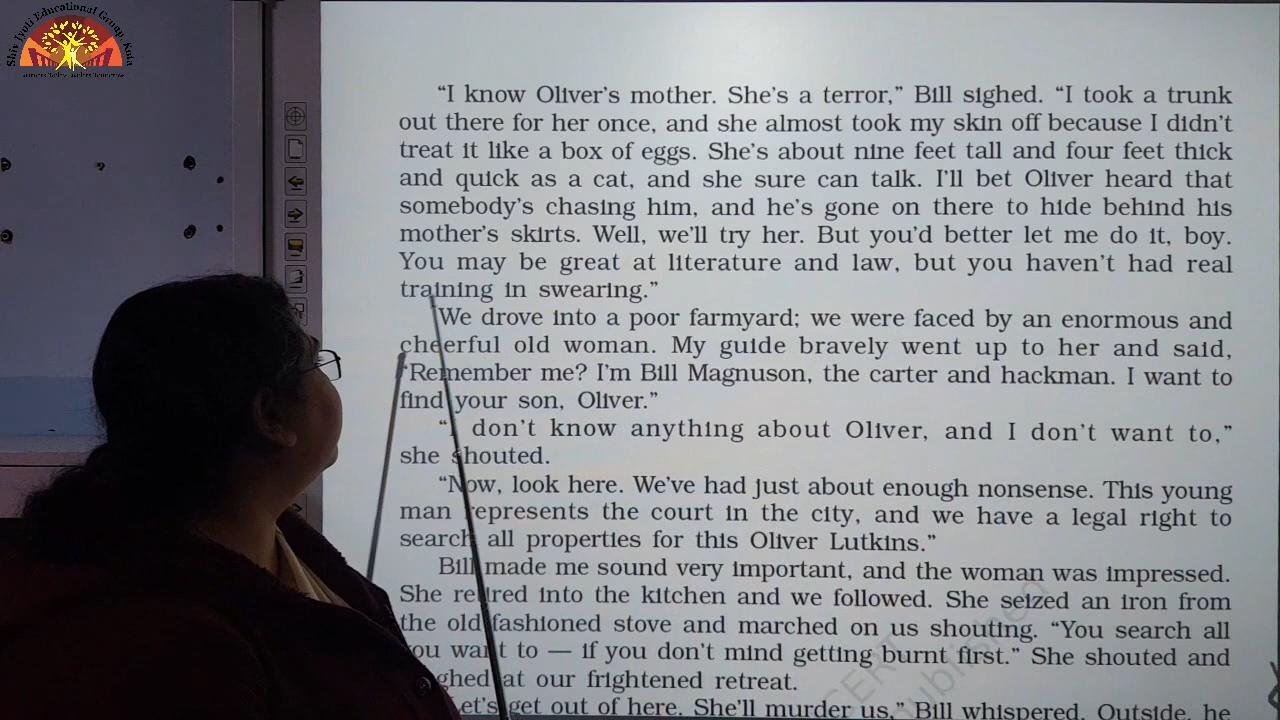 Shiv Jyoti Educational Group, Kota
“I know Oliver’s mother. She’s a terror,” Bill sighed. “I took a trunk
out there for her once, and she almost took my skin off because I didn’t
treat it like a box of eggs. She’s about nine feet tall and four feet thick
and quick as a cat, and she sure can talk. I’ll bet Oliver heard that
somebody’s chasing him, and he’s gone on there to hide behind his
mother’s skirts. Well, we’ll try her. But you’d better let me do it, boy.
You may be great at literature and law, but you haven’t had real
training in swearing.”
We drove into a poor farmyard; we were faced by an enormous and
cheerful old woman. My guide bravely went up to her and said,
“Remember me? I’m Bill Magnuson, the carter and hackman. I want to
find your son, Oliver.”
“I don’t know anything about Oliver, and I don’t want to,”
she shouted.
“Now, look here. We’ve had just about enough nonsense. This young
man represents the court in the city, and we have a legal right to
search all properties for this Oliver Lutkins.”
Bill made me sound very important, and the woman was impressed.
She retired into the kitchen and we followed. She seized an iron from
the old fashioned stove and marched on us shouting. “You search all
you want to — if you don’t mind getting burnt first.” She shouted and
ghed at our frightened retreat.
Let’s get out of here. She’ll murder us,” Bill whispered. Outside, he